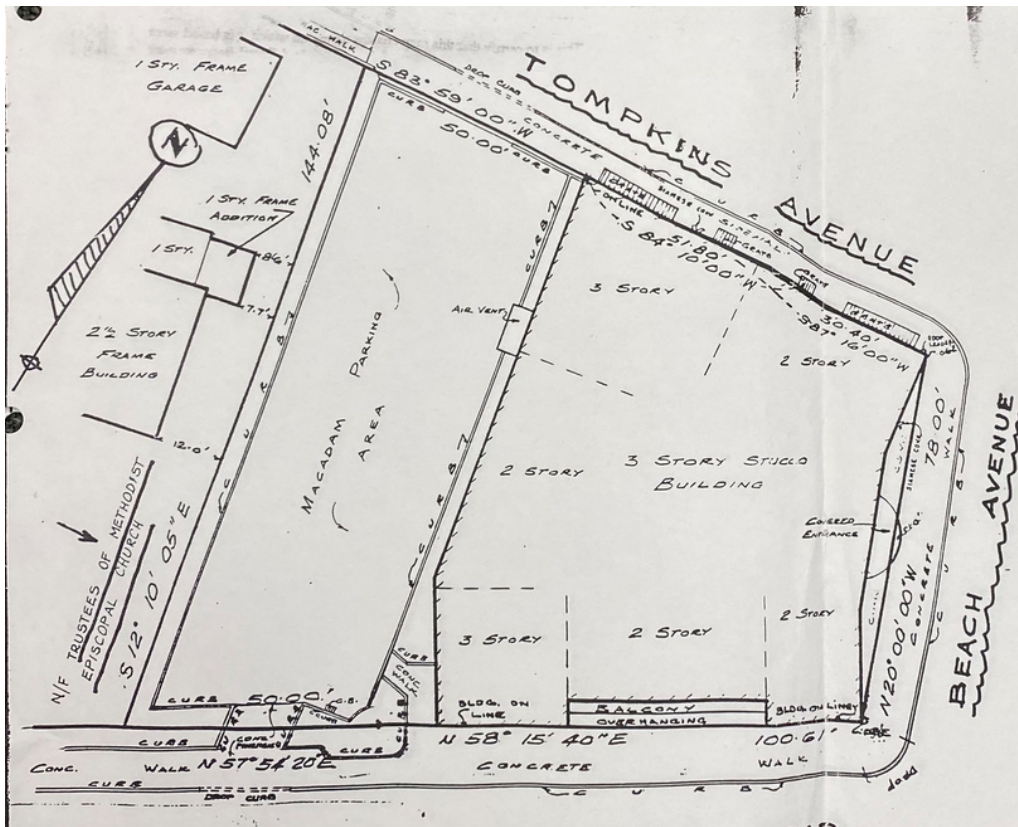 AC WALK
TOMPKINS AVENUE
DROP CURB
CONCRETE
CURB
S 83° 59' 00" W
50.00'
CURB
CURB
1 STY. FRAME
GARAGE
N
144.08'
1 STY. FRAME
ADDITION
1 STY.
8.6'
7.7'
2½ STORY
FRAME
BUILDING
12.0'
CURB
MACADAM PARKING
AREA
CURB
CURB
AIR VENT
ON LINE
GRATE
S 84° 10' 00" W
51.80'
GRATE
GRATE
30.40'
S 87° 16' 00" W
3 STORY
2 STORY
2 STORY
3 STORY STUCCO
BUILDING
COVERED
ENTRANCE
78.00'
WALK
CONCRETE
CURB
N 20° 00' 00" W
BEACH AVENUE
N/F TRUSTEES OF METHODIST
EPISCOPAL CHURCH
S 12° 10' 05" E
3 STORY
2 STORY
2 STORY
CURB
CONC.
WALK
CURB
50.00'
C.B.
CURB
BLDG. ON
LINE
BALCONY
OVERHANGING
BLDG ON LINE
N 58° 15' 40" E
100.61'
CURB
CURB
CONC.
WALK
N 57° 54' 20" E
CONCRETE
WALK
CURB
DROP CURB
CURB